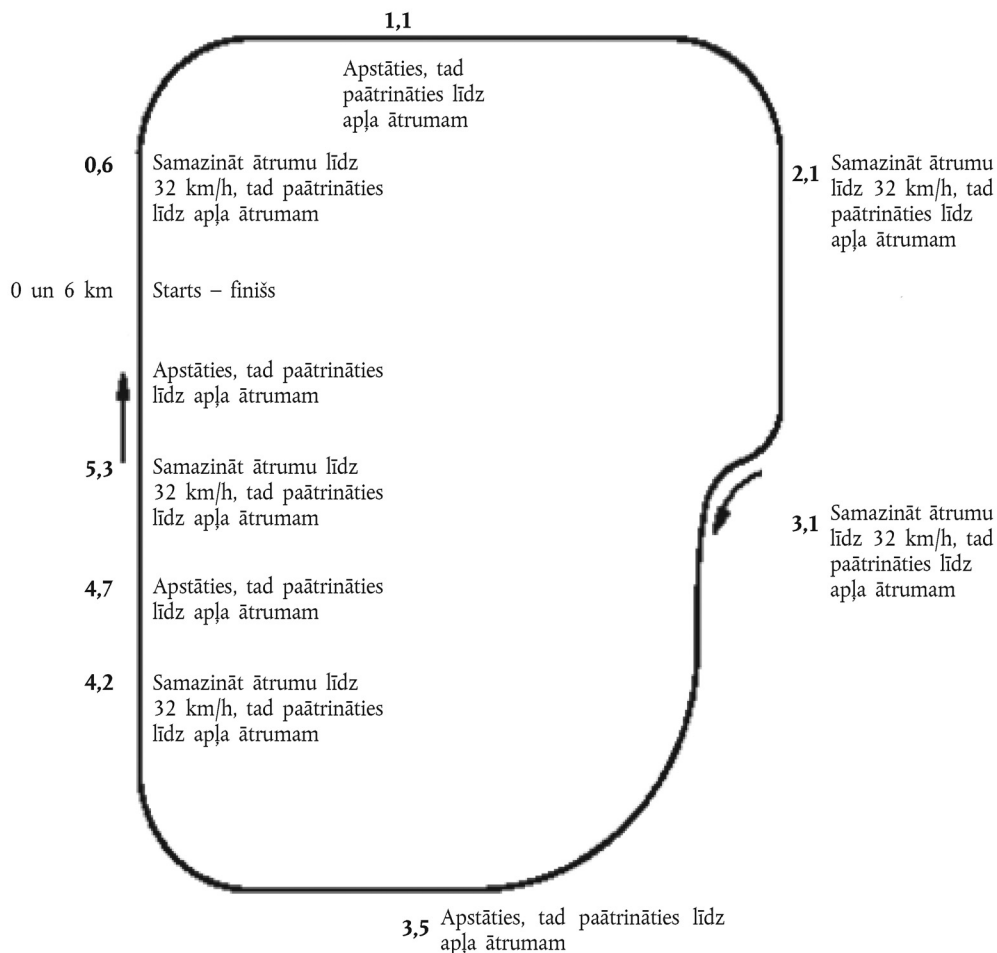 1,1
Apstāties, tad
paātrināties līdz
apļa ātrumam
0,6 Samazināt ātrumu līdz
32 km/h, tad paātrināties
līdz apļa ātrumam
2,1 Samazināt ātrumu
līdz 32 km/h, tad
paātrināties līdz
apļa ātrumam
0 un 6 km Starts – finišs
Apstāties, tad paātrināties
līdz apļa ātrumam
5,3 Samazināt ātrumu līdz
32 km/h, tad paātrināties
līdz apļa ātrumam
3,1 Samazināt ātrumu
līdz 32 km/h, tad
paātrināties līdz
apļa ātrumam
4,7 Apstāties, tad paātrināties
līdz apļa ātrumam
4,2 Samazināt ātrumu līdz
32 km/h, tad paātrināties
līdz apļa ātrumam
3,5 Apstāties, tad paātrināties līdz
apļa ātrumam